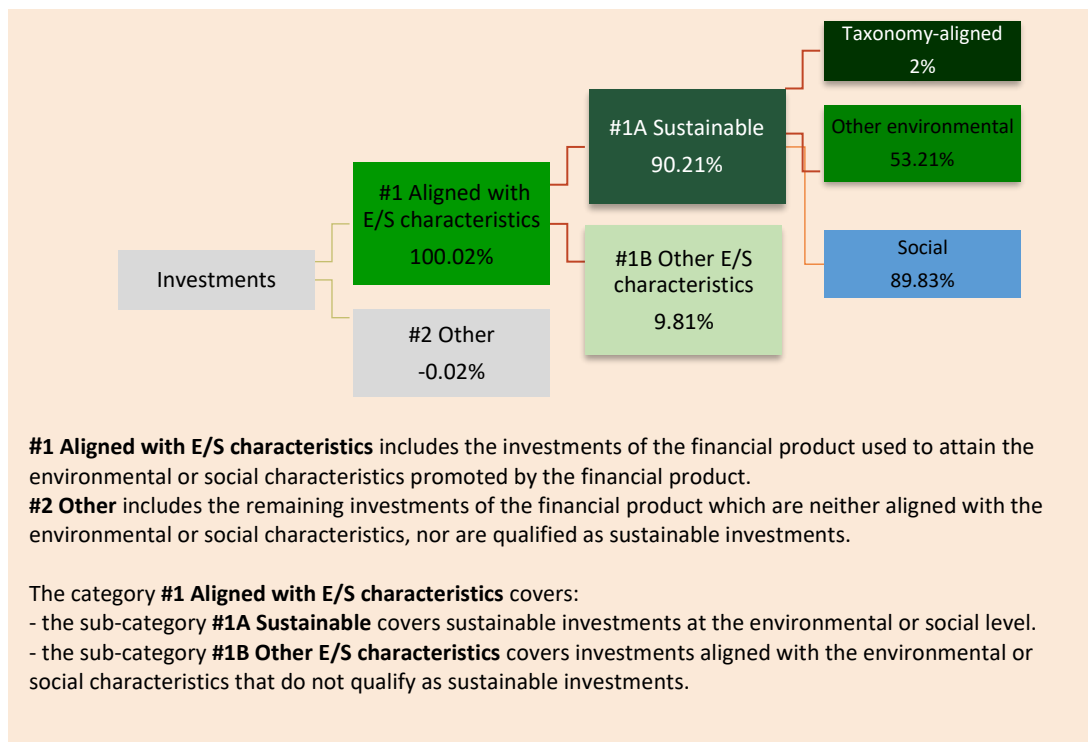 Taxonomy-aligned
2%
#1A Sustainable
90.21%
Other environmental
53.21%
#1 Aligned with
E/S characteristics
100.02%
Social
89.83%
#1B Other E/S
characteristics
9.81%
Investments
#2 Other
-0.02%
#1 Aligned with E/S characteristics includes the investments of the financial product used to attain the
environmental or social characteristics promoted by the financial product.
#2 Other includes the remaining investments of the financial product which are neither aligned with the
environmental or social characteristics, nor are qualified as sustainable investments.
The category #1 Aligned with E/S characteristics covers:
- the sub-category #1A Sustainable covers sustainable investments at the environmental or social level.
- the sub-category #1B Other E/S characteristics covers investments aligned with the environmental or
social characteristics that do not qualify as sustainable investments.